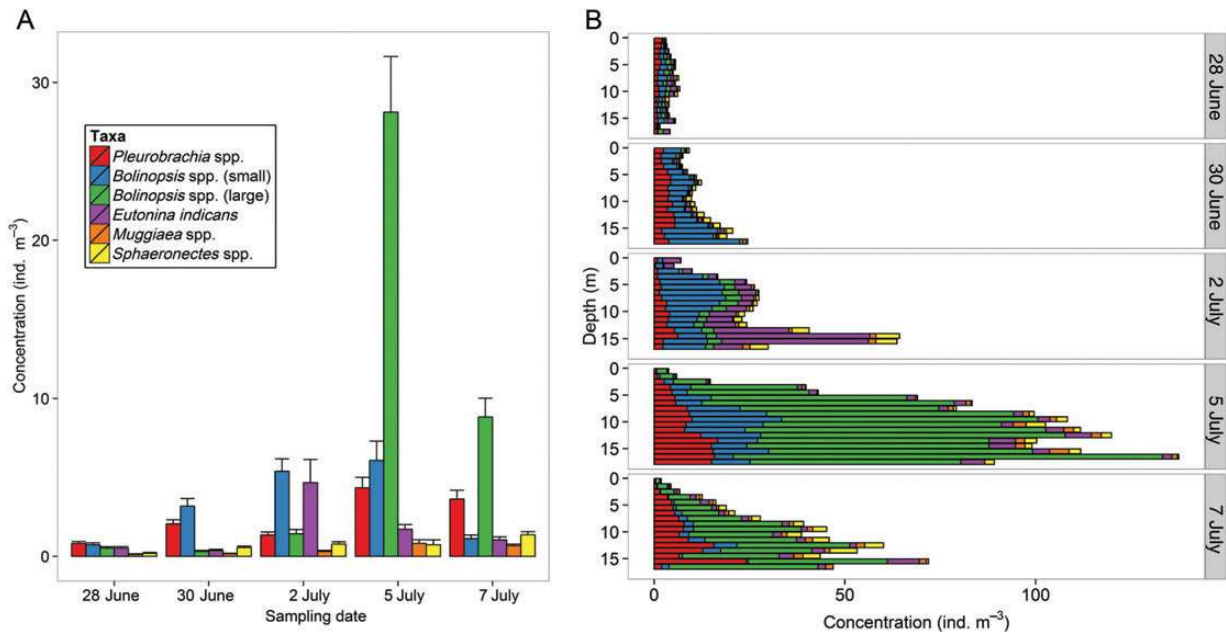 A
Concentration (ind. m⁻³)
30
20
10
0
Taxa
Pleurobrachia spp.
Bolinopsis spp. (small)
Bolinopsis spp. (large)
Eutonina indicans
Muggiaea spp.
Sphaeronectes spp.
28 June
30 June
2 July
5 July
7 July
Sampling date
B
Depth (m)
0
5
10
15
28 June
0
5
10
15
30 June
0
5
10
15
2 July
0
5
10
15
5 July
0
5
10
15
7 July
0
50
100
Concentration (ind. m⁻³)